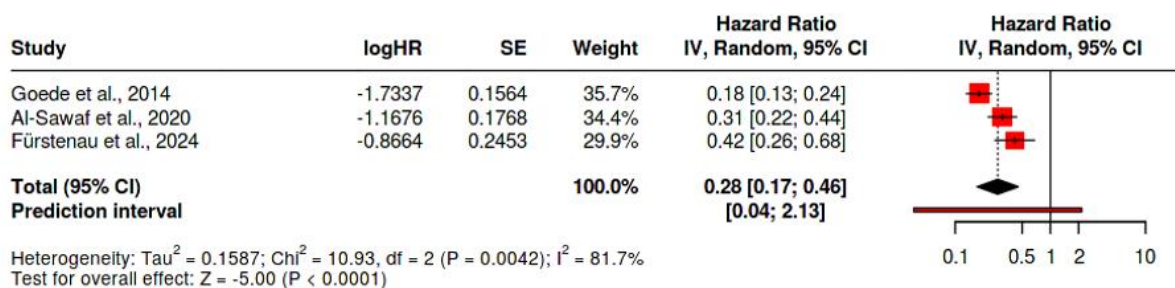 Hazard Ratio Hazard Ratio
Study logHR SE Weight IV, Random, 95% CI IV, Random, 95% CI
Goede et al., 2014 -1.7337 0.1564 35.7% 0.18 [0.13; 0.24]
Al-Sawaf et al., 2020 -1.1676 0.1768 34.4% 0.31 [0.22; 0.44]
Fürstenau et al., 2024 -0.8664 0.2453 29.9% 0.42 [0.26; 0.68]
Total (95% CI) 100.0% 0.28 [0.17; 0.46]
Prediction interval [0.04; 2.13]
Heterogeneity: Tau² = 0.1587; Chi² = 10.93, df = 2 (P = 0.0042); I² = 81.7%
0.1 0.5 1 2 10
Test for overall effect: Z = -5.00 (P < 0.0001)